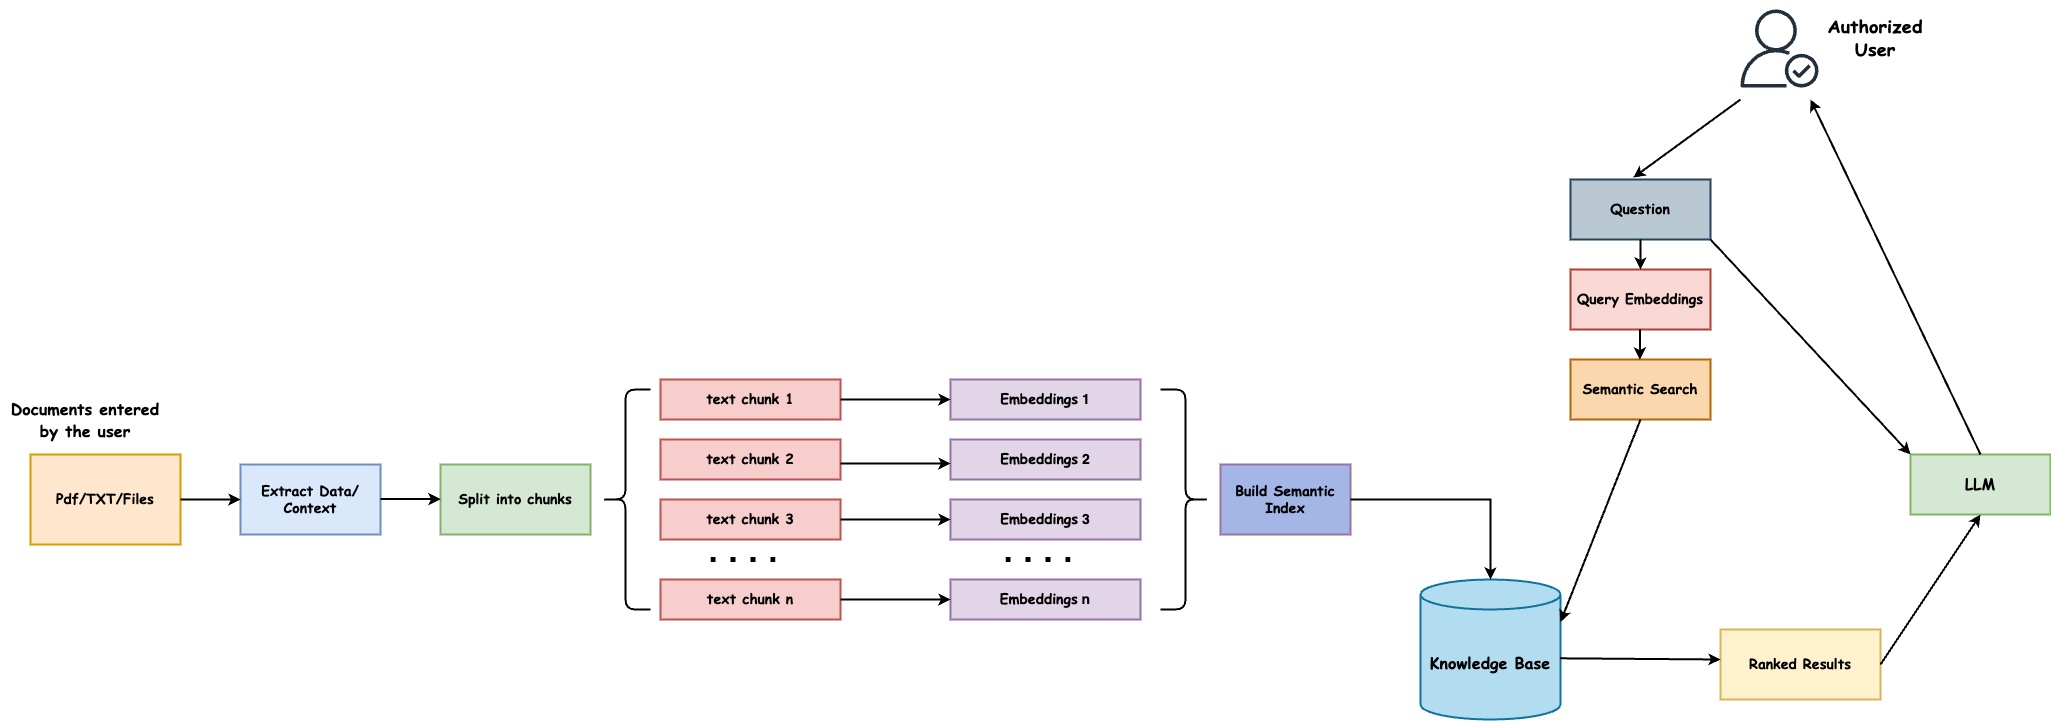 Authorized
User
Question
Query Embeddings
Semantic Search
Documents entered
by the user
Pdf/TXT/Files
Extract Data/
Context
Split into chunks
text chunk 1
Embeddings 1
text chunk 2
Embeddings 2
text chunk 3
Embeddings 3
. . . .
. . . .
text chunk n
Embeddings n
Build Semantic
Index
Knowledge Base
Ranked Results
LLM